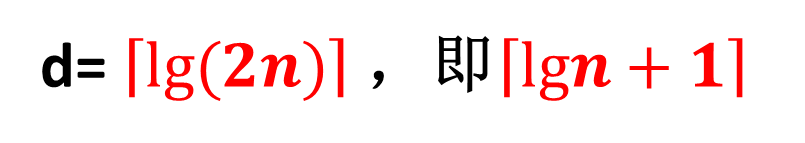 d= ⌈lg(2n)⌉ ， 即⌈lgn + 1⌉